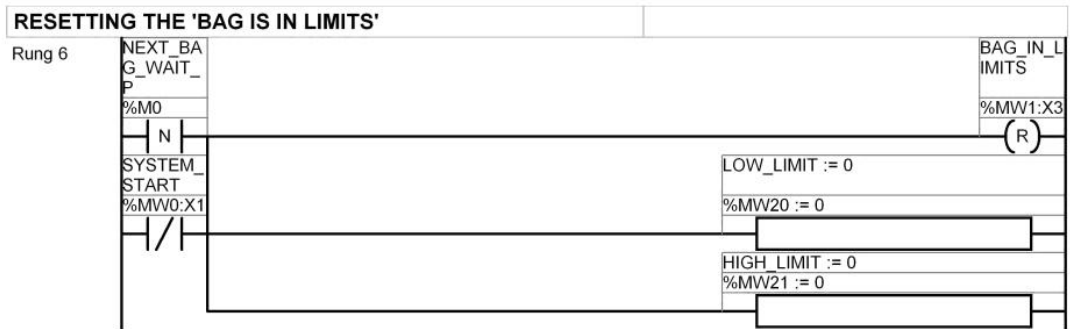 RESETTING THE 'BAG IS IN LIMITS'
Rung 6
NEXT_BA
G_WAIT_
P
%M0
N
BAG_IN_L
IMITS
%MW1:X3
R
SYSTEM_
START
%MW0:X1
LOW_LIMIT := 0
%MW20 := 0
HIGH_LIMIT := 0
%MW21 := 0